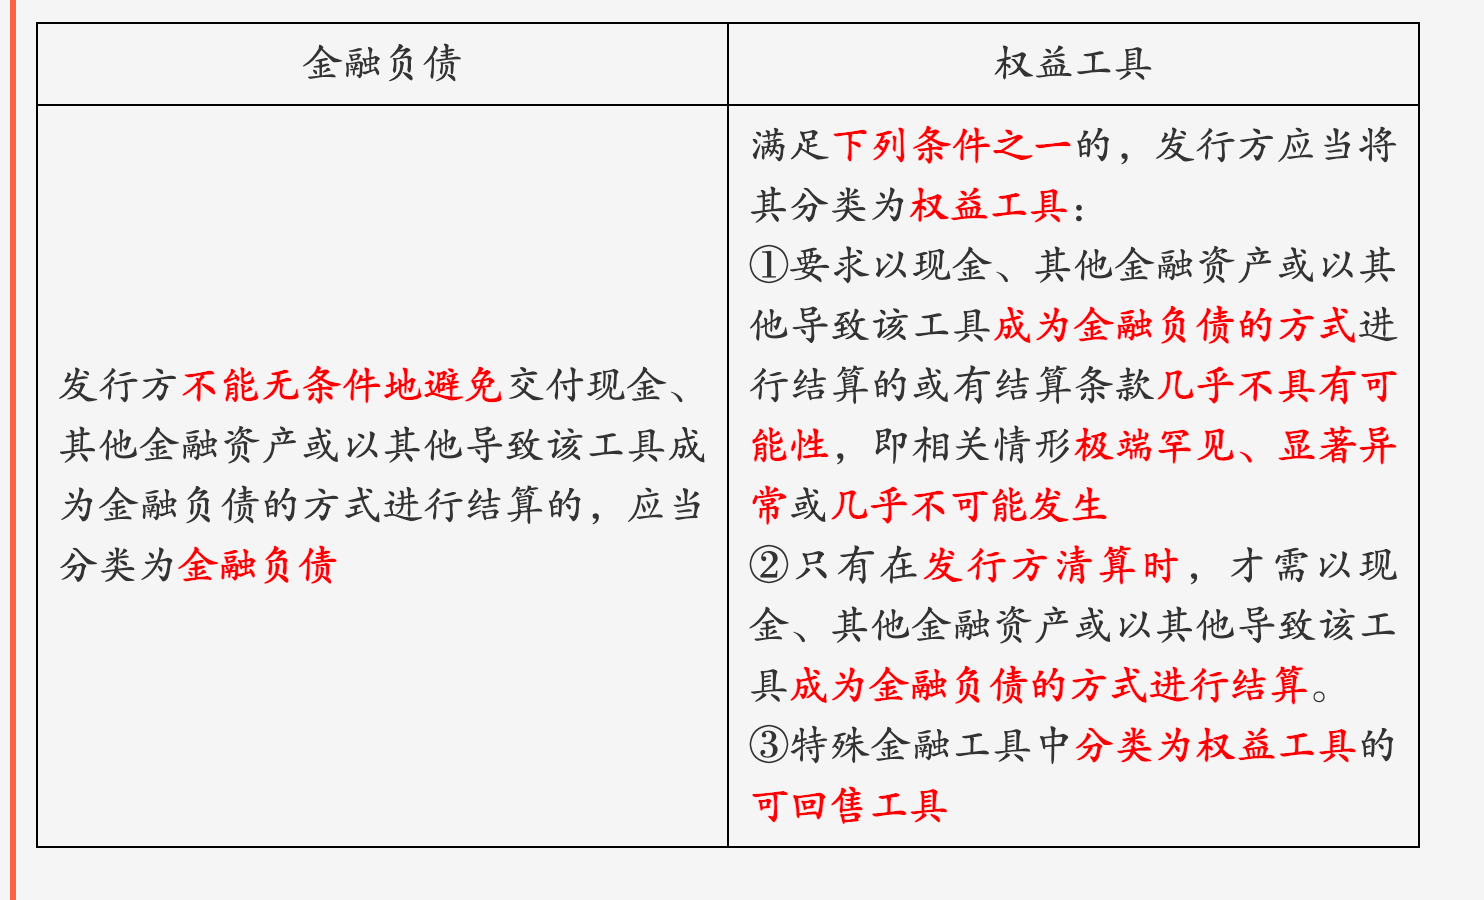 金融负债
权益工具
发行方不能无条件地避免交付现金、
其他金融资产或以其他导致该工具成
为金融负债的方式进行结算的，应当
分类为金融负债
满足下列条件之一的，发行方应当将
其分类为权益工具：
①要求以现金、其他金融资产或以其
他导致该工具成为金融负债的方式进
行结算的或有结算条款几乎不具有可
能性，即相关情形极端罕见、显著异
常或几乎不可能发生
②只有在发行方清算时，才需以现
金、其他金融资产或以其他导致该工
具成为金融负债的方式进行结算。
③特殊金融工具中分类为权益工具的
可回售工具